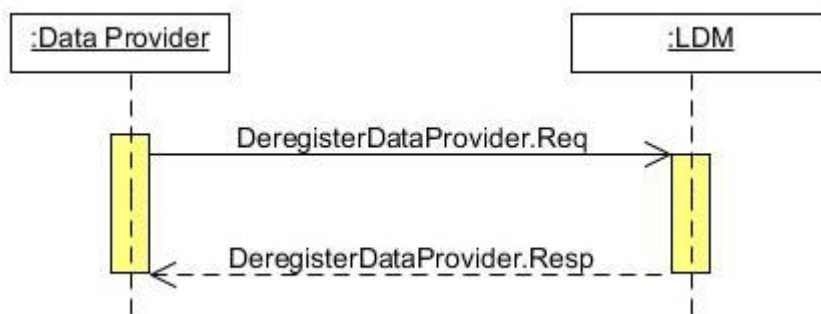 :Data Provider
:LDM
DeregisterDataProvider.Req
DeregisterDataProvider.Resp